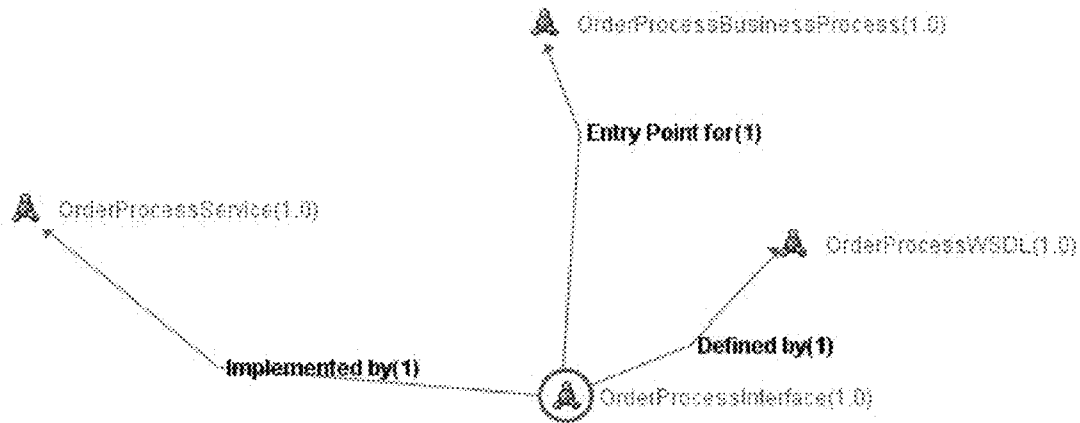 OrderProcessBusinessProcess(1.0)
Entry Point for(1)
OrderProcessService(1.0)
OrderProcessWSDL(1.0)
Defined by(1)
Implemented by(1)
OrderProcessInterface(1.0)